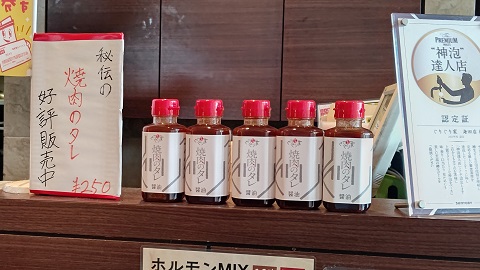 秘伝の
焼肉のタレ
好評販売中
¥250
焼肉のタレ
醤油
焼肉のタレ
醤油
焼肉のタレ
醤油
焼肉のタレ
醤油
焼肉のタレ
醤油
PREMIUM
"神泡"
達人店
認定証
ホルモンMIX